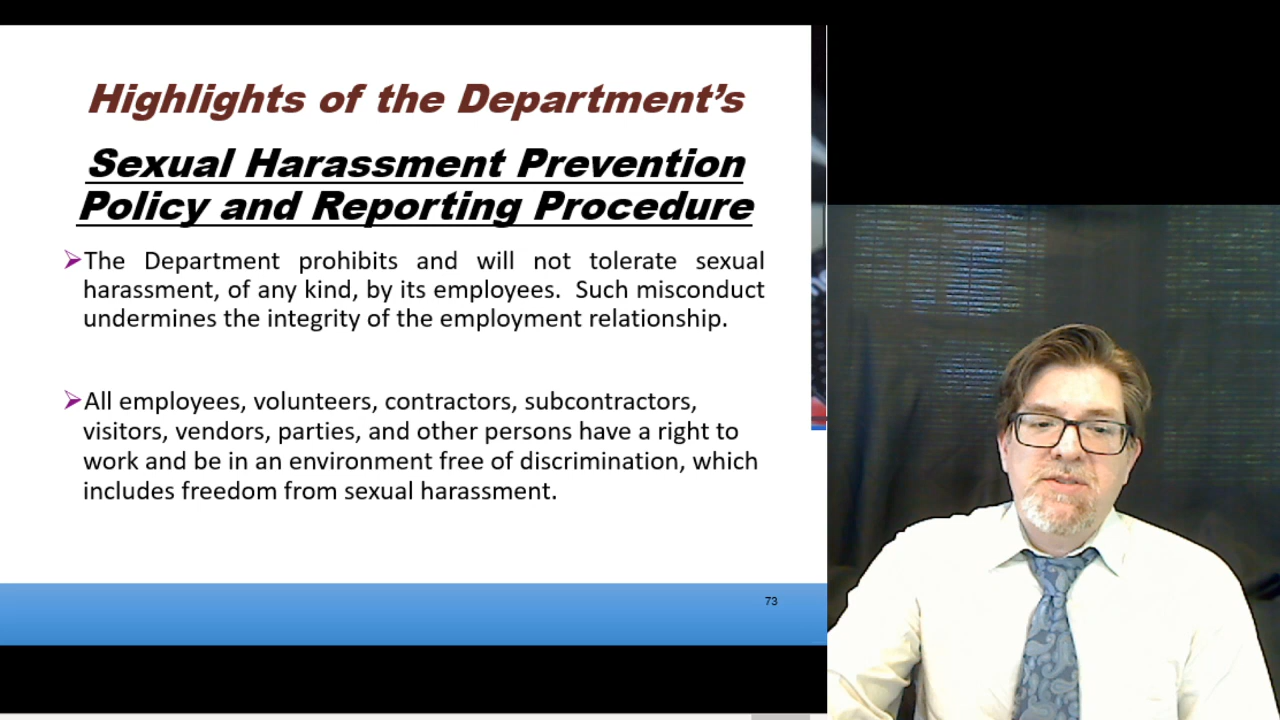 Highlights of the Department’s
Sexual Harassment Prevention
Policy and Reporting Procedure
The Department prohibits and will not tolerate sexual
harassment, of any kind, by its employees. Such misconduct
undermines the integrity of the employment relationship.
All employees, volunteers, contractors, subcontractors,
visitors, vendors, parties, and other persons have a right to
work and be in an environment free of discrimination, which
includes freedom from sexual harassment.
73